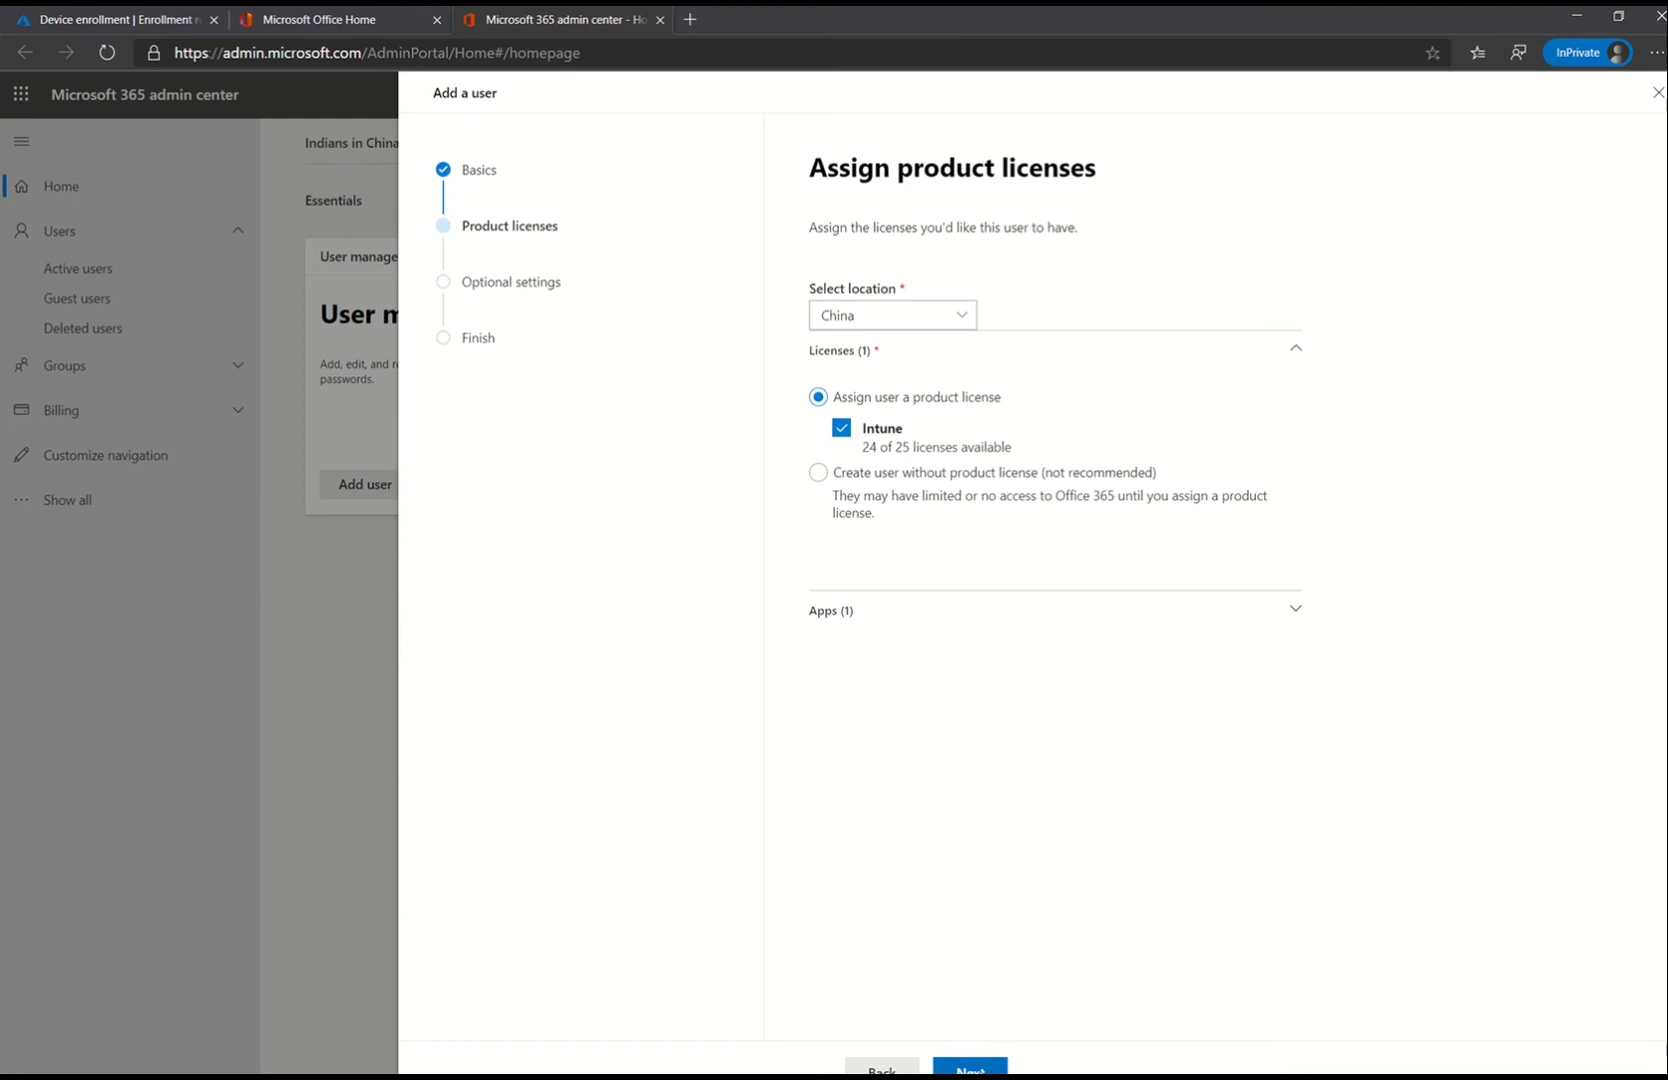 Device enrollment | Enrollment r
Microsoft Office Home
Microsoft 365 admin center - Ho
https://admin.microsoft.com/AdminPortal/Home#/homepage
InPrivate
Microsoft 365 admin center
Home
Users
Active users
Guest users
Deleted users
Groups
Billing
Customize navigation
Show all
Indians in China
Essentials
User manage
User m
Add, edit, and re
passwords.
Add user
Add a user
Basics
Product licenses
Optional settings
Finish
Assign product licenses
Assign the licenses you'd like this user to have.
Select location *
China
Licenses (1) *
Assign user a product license
Intune
24 of 25 licenses available
Create user without product license (not recommended)
They may have limited or no access to Office 365 until you assign a product
license.
Apps (1)
Back
Next